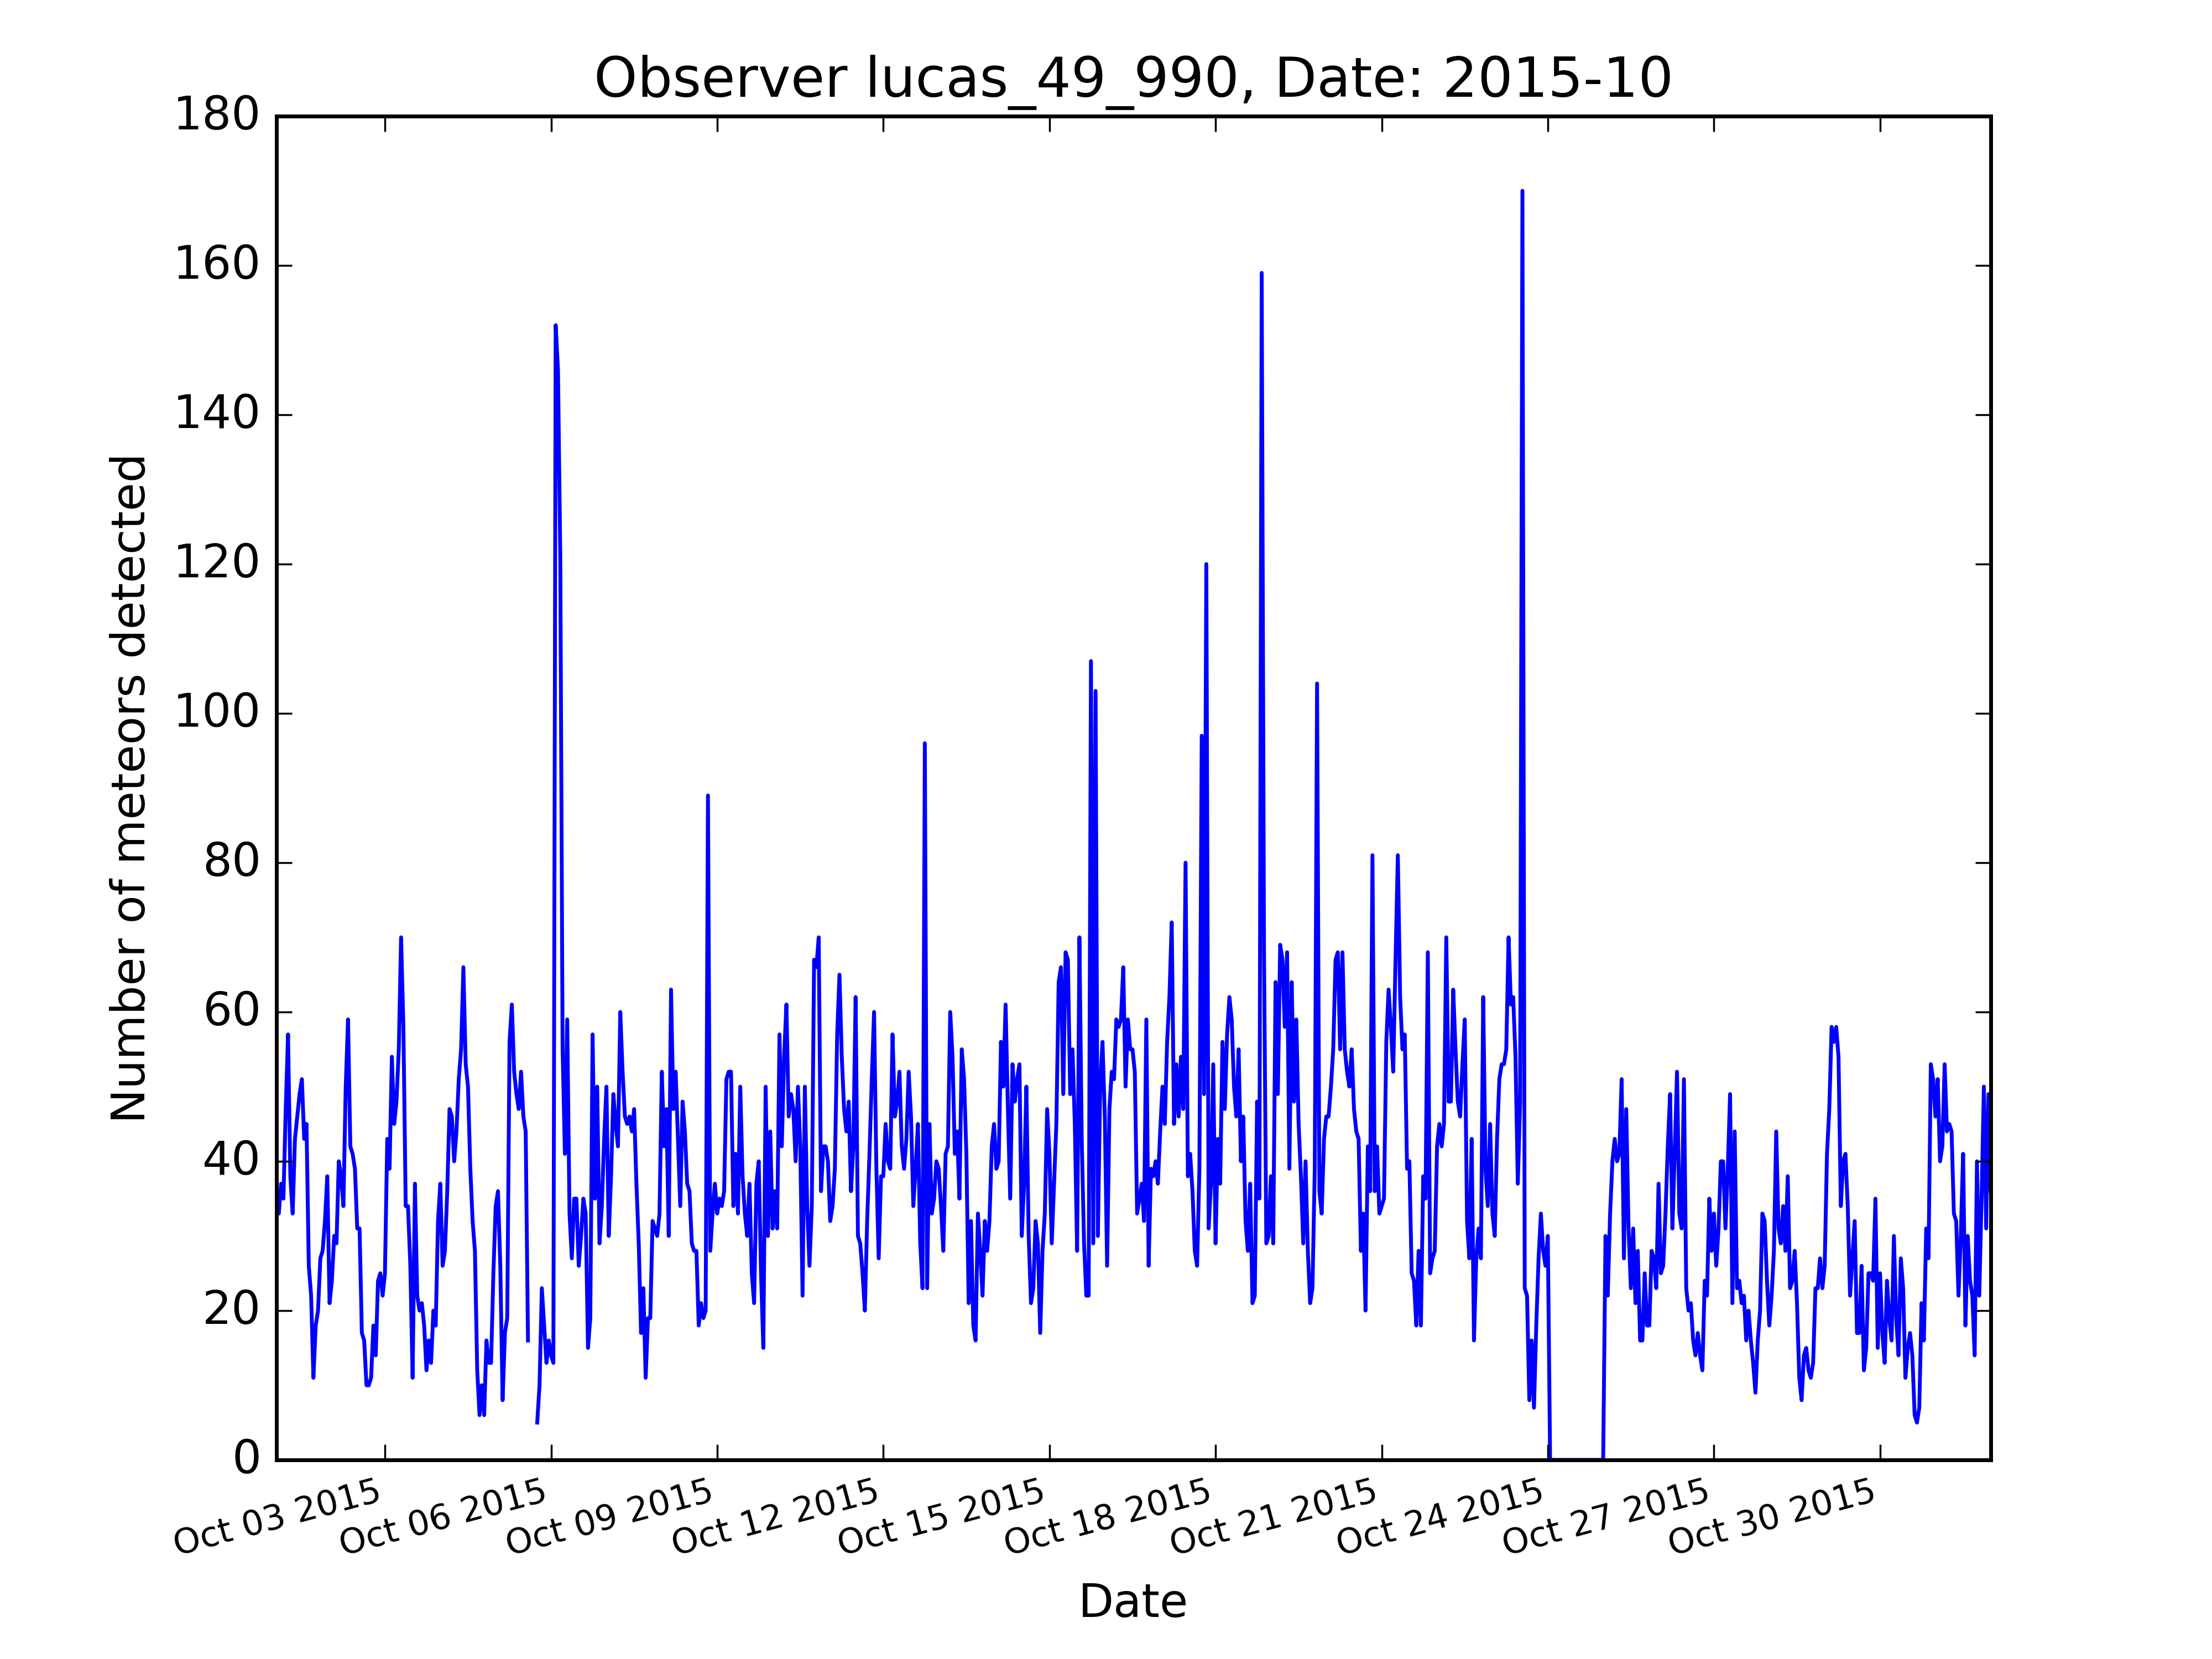 Observer lucas_49_990, Date: 2015-10
Number of meteors detected
180
160
140
120
100
80
60
40
20
0
Oct 03 2015
Oct 06 2015
Oct 09 2015
Oct 12 2015
Oct 15 2015
Oct 18 2015
Oct 21 2015
Oct 24 2015
Oct 27 2015
Oct 30 2015
Date